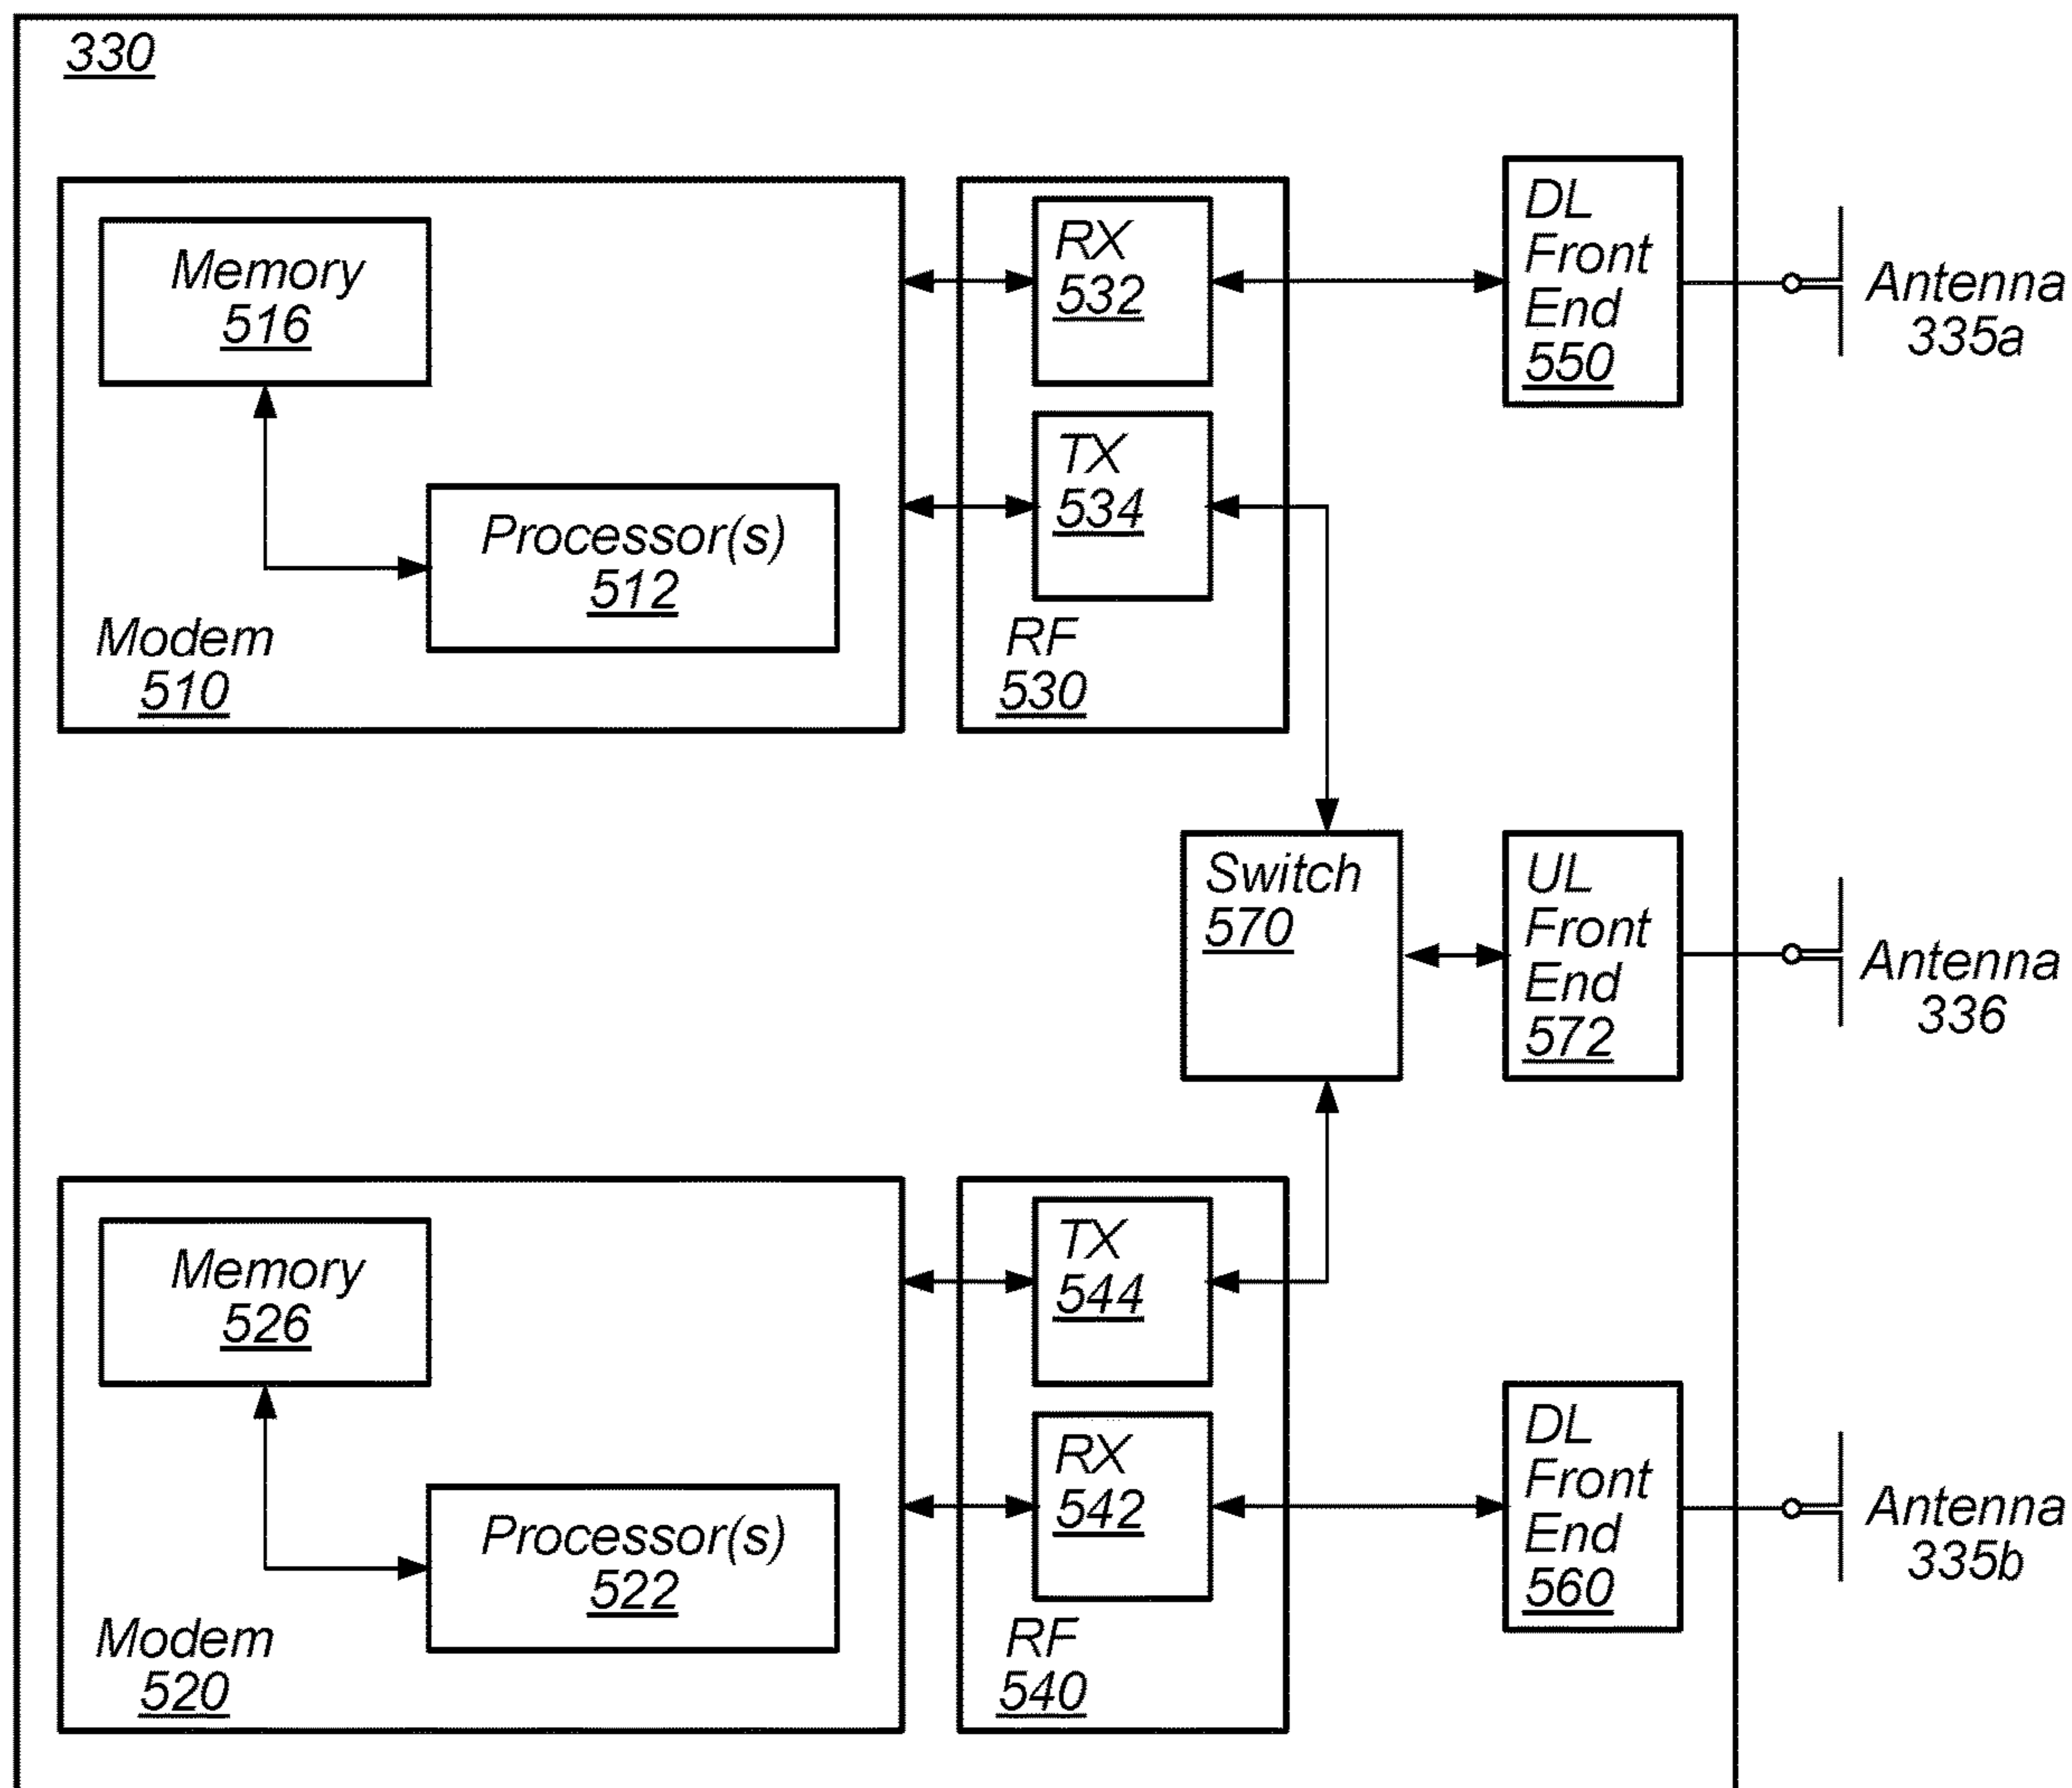 330
Memory
516
Processor(s)
512
Modem
510
RX
532
TX
534
RF
530
DL
Front
End
550
Antenna
335a
Switch
570
UL
Front
End
572
Antenna
336
Memory
526
Processor(s)
522
Modem
520
TX
544
RX
542
RF
540
DL
Front
End
560
Antenna
335b